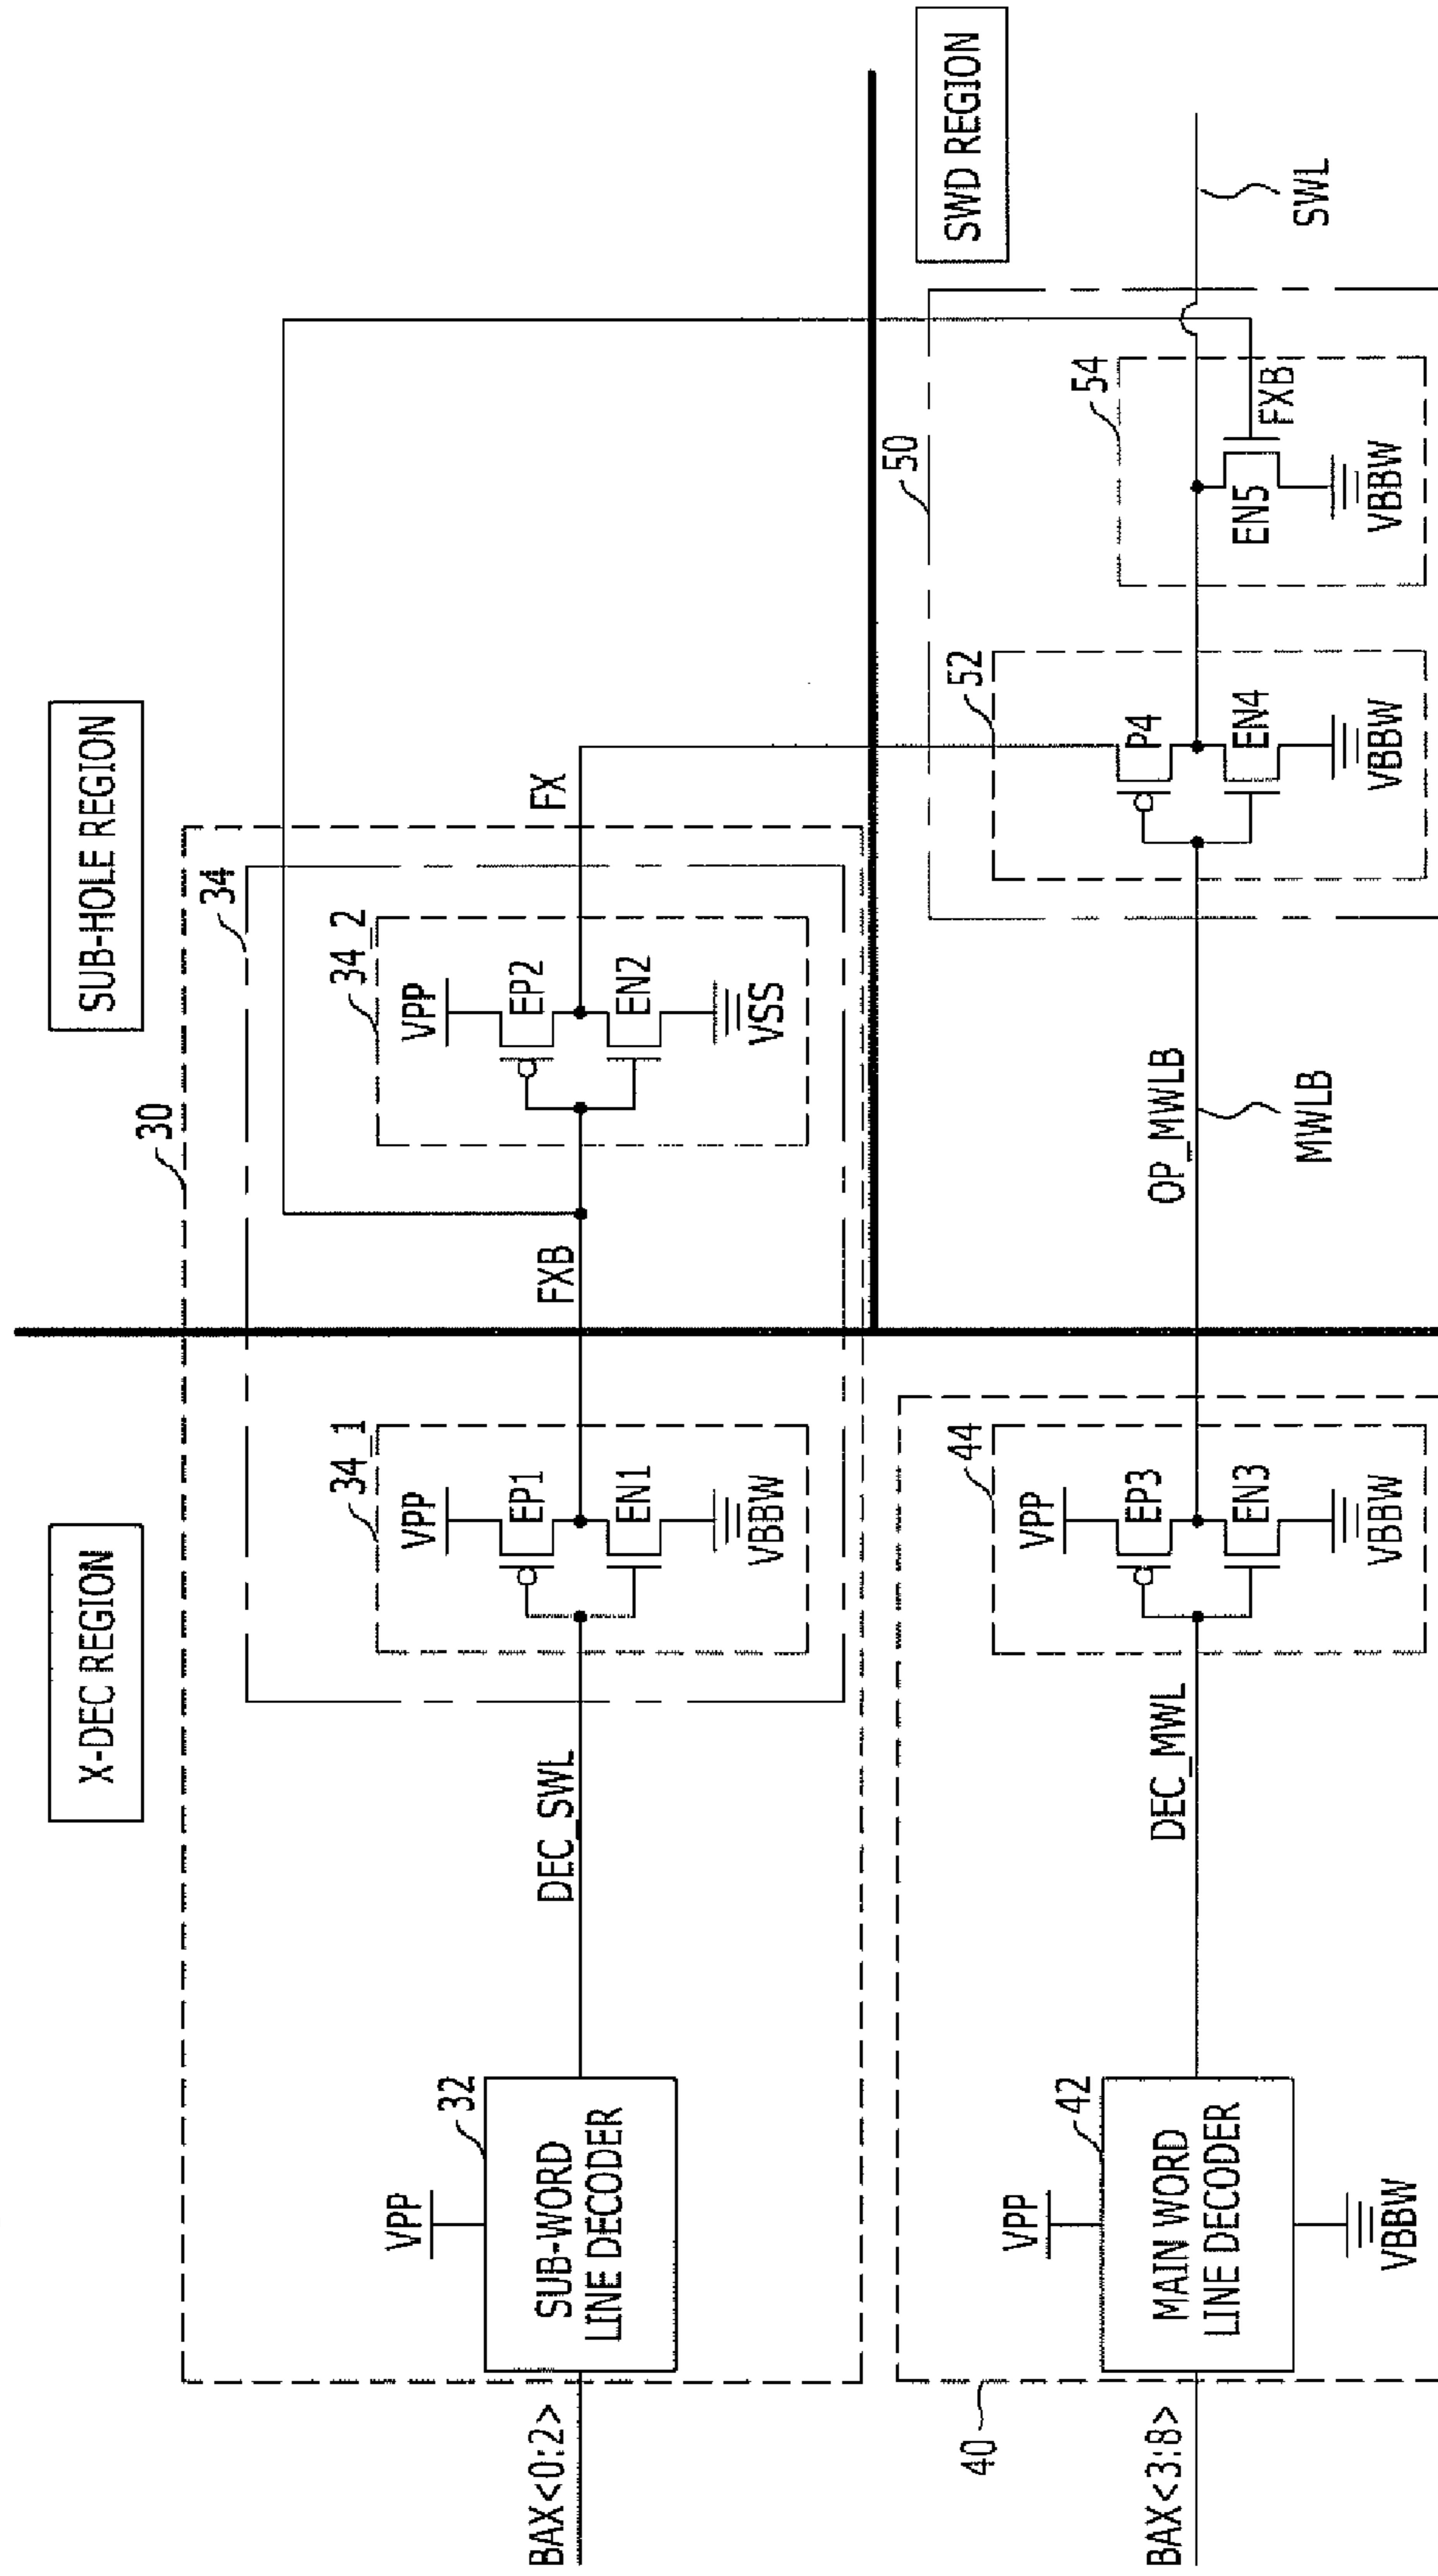 X-DEC REGION
SUB-HOLE REGION
30
34
34_1
34_2
VPP
32
SUB-WORD
LINE DECODER
BAX<0:2>
DEC_SWL
VPP
EP1
EN1
VBBW
FXB
VPP
EP2
EN2
VSS
FX
SWD REGION
50
40
VPP
42
MAIN WORD
LINE DECODER
VBBW
BAX<3:8>
DEC_MWL
44
VPP
EP3
EN3
VBBW
OP_MWLB
MWLB
52
P4
EN4
VBBW
54
EN5
FXB
VBBW
SWL